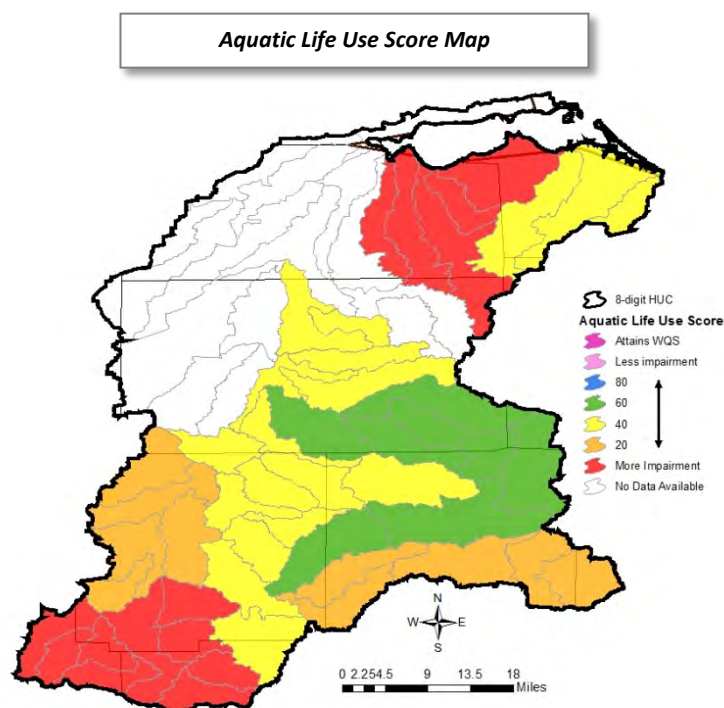 Aquatic Life Use Score Map
8-digit HUC
Aquatic Life Use Score
Attains WQS
Less impairment
80
60
40
20
More Impairment
No Data Available
N
W E
S
0 2.254.5 9 13.5 18
Miles